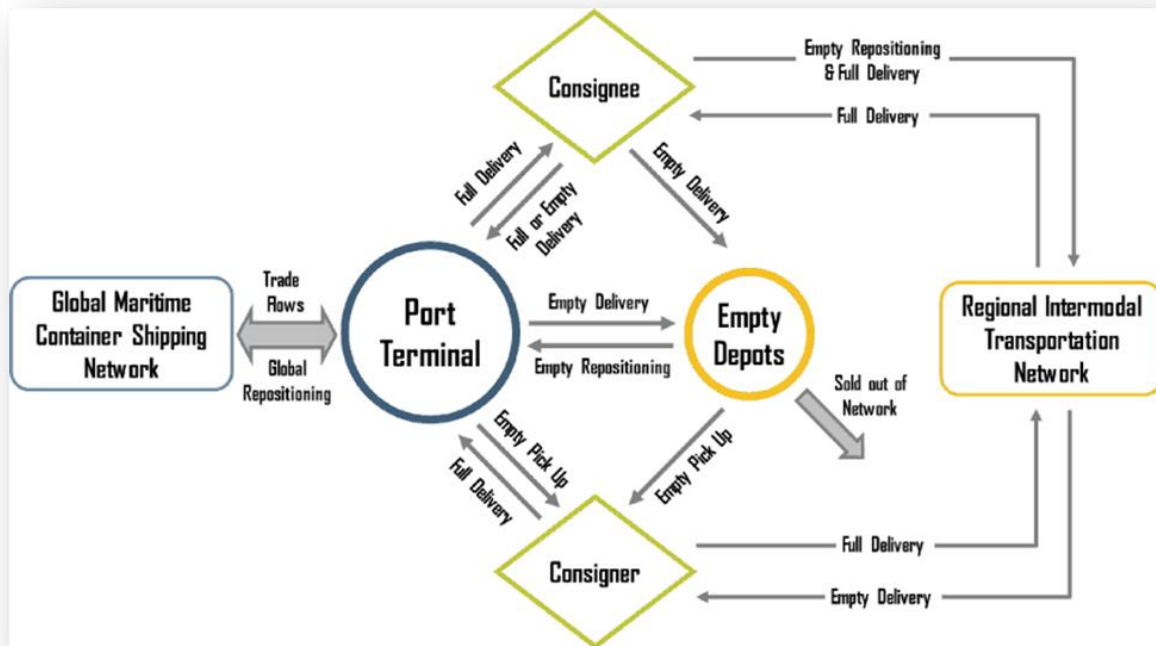 Consignee
Empty Repositioning
& Full Delivery
Full Delivery
Full Delivery
Full or Empty
Delivery
Empty Delivery
Global Maritime
Container Shipping
Network
Trade
Flows
Global
Repositioning
Port
Terminal
Empty Delivery
Empty Repositioning
Empty
Depots
Regional Intermodal
Transportation
Network
Sold out of
Network
Empty Pick Up
Full Delivery
Empty Pick Up
Consigner
Full Delivery
Empty Delivery